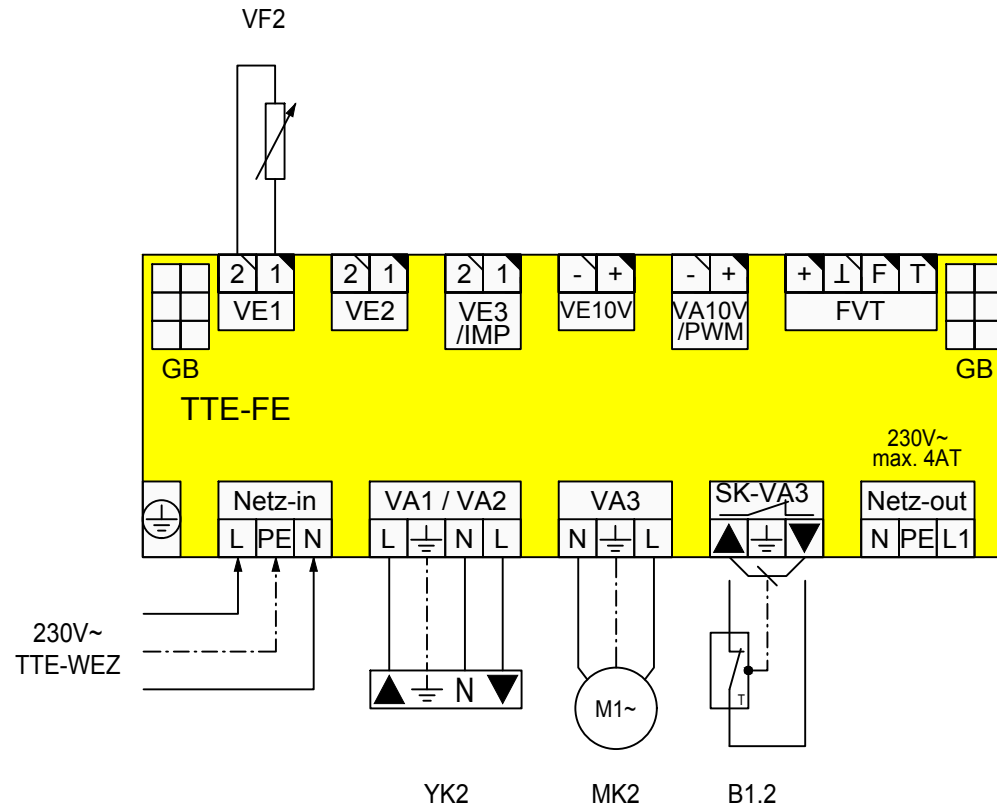 VF2
2 1 2 1 2 1 - + - + + ⊥ F T
VE1 VE2 VE3 /IMP VE10V VA10V /PWM FVT
GB GB
TTE-FE
230V~
max. 4AT
Netz-in VA1 / VA2 VA3 SK-VA3 Netz-out
L PE N L N L N L N PE L1
230V~
TTE-WEZ
N
M1~
T
YK2 MK2 B1.2